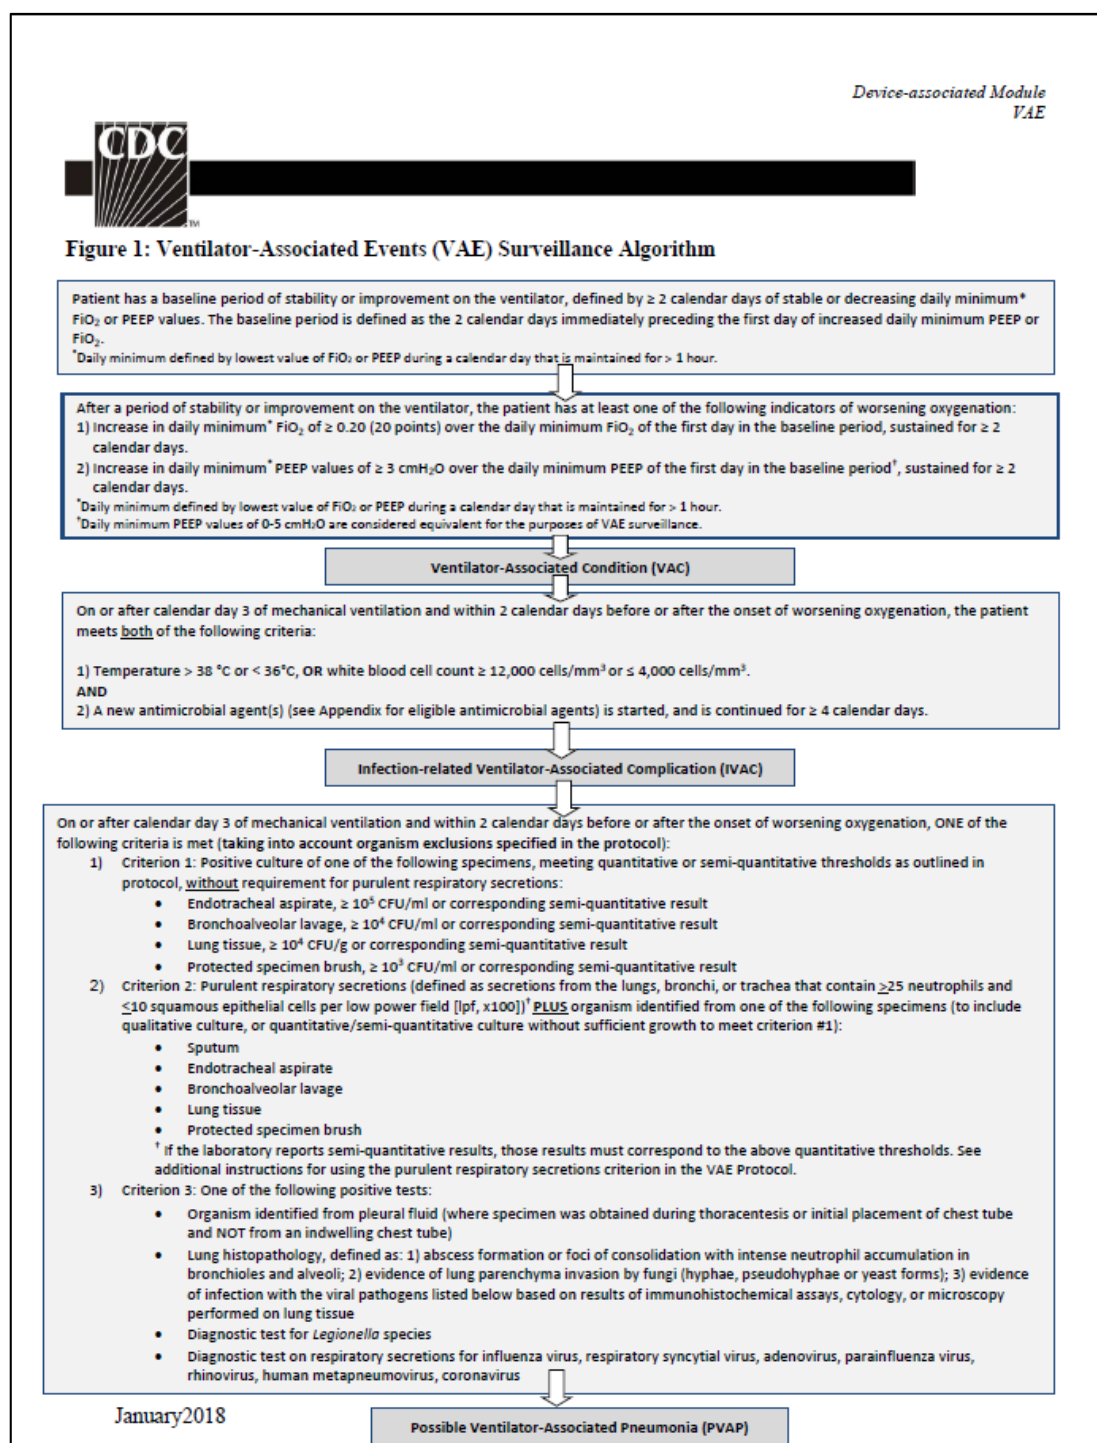 Device-associated Module
VAE
CDC
TM
Figure 1: Ventilator-Associated Events (VAE) Surveillance Algorithm
Patient has a baseline period of stability or improvement on the ventilator, defined by ≥ 2 calendar days of stable or decreasing daily minimum*
FiO₂ or PEEP values. The baseline period is defined as the 2 calendar days immediately preceding the first day of increased daily minimum PEEP or
FiO₂.
*Daily minimum defined by lowest value of FiO₂ or PEEP during a calendar day that is maintained for > 1 hour.
After a period of stability or improvement on the ventilator, the patient has at least one of the following indicators of worsening oxygenation:
1) Increase in daily minimum* FiO₂ of ≥ 0.20 (20 points) over the daily minimum FiO₂ of the first day in the baseline period, sustained for ≥ 2
calendar days.
2) Increase in daily minimum* PEEP values of ≥ 3 cmH₂O over the daily minimum PEEP of the first day in the baseline period†, sustained for ≥ 2
calendar days.
*Daily minimum defined by lowest value of FiO₂ or PEEP during a calendar day that is maintained for > 1 hour.
†Daily minimum PEEP values of 0-5 cmH₂O are considered equivalent for the purposes of VAE surveillance.
Ventilator-Associated Condition (VAC)
On or after calendar day 3 of mechanical ventilation and within 2 calendar days before or after the onset of worsening oxygenation, the patient
meets both of the following criteria:
1) Temperature > 38 °C or < 36°C, OR white blood cell count ≥ 12,000 cells/mm³ or ≤ 4,000 cells/mm³.
AND
2) A new antimicrobial agent(s) (see Appendix for eligible antimicrobial agents) is started, and is continued for ≥ 4 calendar days.
Infection-related Ventilator-Associated Complication (IVAC)
On or after calendar day 3 of mechanical ventilation and within 2 calendar days before or after the onset of worsening oxygenation, ONE of the
following criteria is met (taking into account organism exclusions specified in the protocol):
1) Criterion 1: Positive culture of one of the following specimens, meeting quantitative or semi-quantitative thresholds as outlined in
protocol, without requirement for purulent respiratory secretions:
• Endotracheal aspirate, ≥ 10⁵ CFU/ml or corresponding semi-quantitative result
• Bronchoalveolar lavage, ≥ 10⁴ CFU/ml or corresponding semi-quantitative result
• Lung tissue, ≥ 10⁴ CFU/g or corresponding semi-quantitative result
• Protected specimen brush, ≥ 10³ CFU/ml or corresponding semi-quantitative result
2) Criterion 2: Purulent respiratory secretions (defined as secretions from the lungs, bronchi, or trachea that contain ≥25 neutrophils and
≤10 squamous epithelial cells per low power field [lpf, x100])† PLUS organism identified from one of the following specimens (to include
qualitative culture, or quantitative/semi-quantitative culture without sufficient growth to meet criterion #1):
• Sputum
• Endotracheal aspirate
• Bronchoalveolar lavage
• Lung tissue
• Protected specimen brush
† If the laboratory reports semi-quantitative results, those results must correspond to the above quantitative thresholds. See
additional instructions for using the purulent respiratory secretions criterion in the VAE Protocol.
3) Criterion 3: One of the following positive tests:
• Organism identified from pleural fluid (where specimen was obtained during thoracentesis or initial placement of chest tube
and NOT from an indwelling chest tube)
• Lung histopathology, defined as: 1) abscess formation or foci of consolidation with intense neutrophil accumulation in
bronchioles and alveoli; 2) evidence of lung parenchyma invasion by fungi (hyphae, pseudohyphae or yeast forms); 3) evidence
of infection with the viral pathogens listed below based on results of immunohistochemical assays, cytology, or microscopy
performed on lung tissue
• Diagnostic test for Legionella species
• Diagnostic test on respiratory secretions for influenza virus, respiratory syncytial virus, adenovirus, parainfluenza virus,
rhinovirus, human metapneumovirus, coronavirus
January2018
Possible Ventilator-Associated Pneumonia (PVAP)